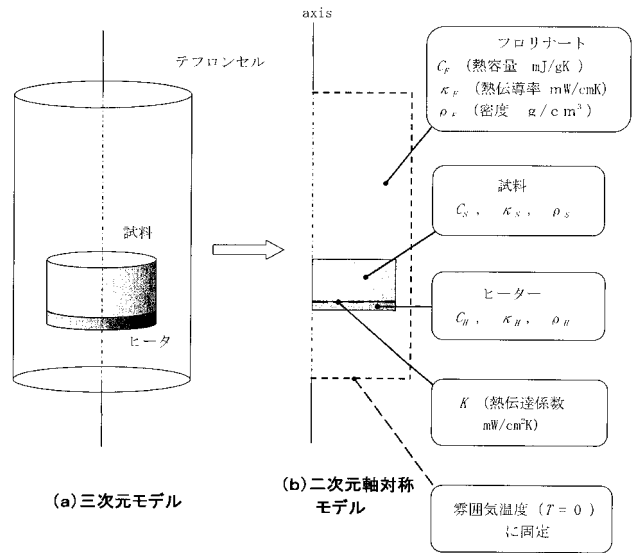 axis
テフロンセル
フロリナート
C_F (熱容量 mJ/gK)
κ_F (熱伝導率 mW/cmK)
ρ_F (密度 g/cm³)
試料
C_S , κ_S , ρ_S
試料
ヒータ
ヒーター
C_H , κ_H , ρ_H
K (熱伝達係数
mW/cm²K)
(a)三次元モデル
(b)二次元軸対称
モデル
雰囲気温度 (T = 0 )
に固定